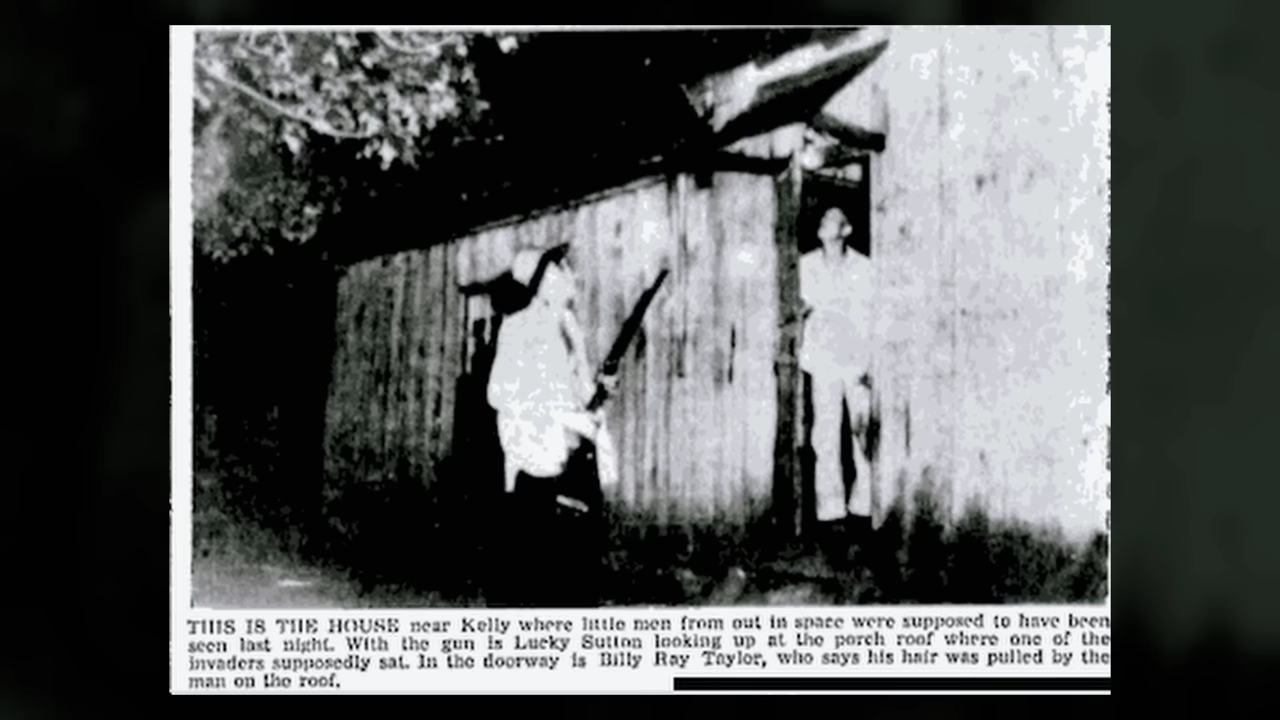 THIS IS THE HOUSE near Kelly where little men from out in space were supposed to have been
seen last night. With the gun is Lucky Sutton looking up at the porch roof where one of the
invaders supposedly sat. In the doorway is Billy Ray Taylor, who says his hair was pulled by the
man on the roof.